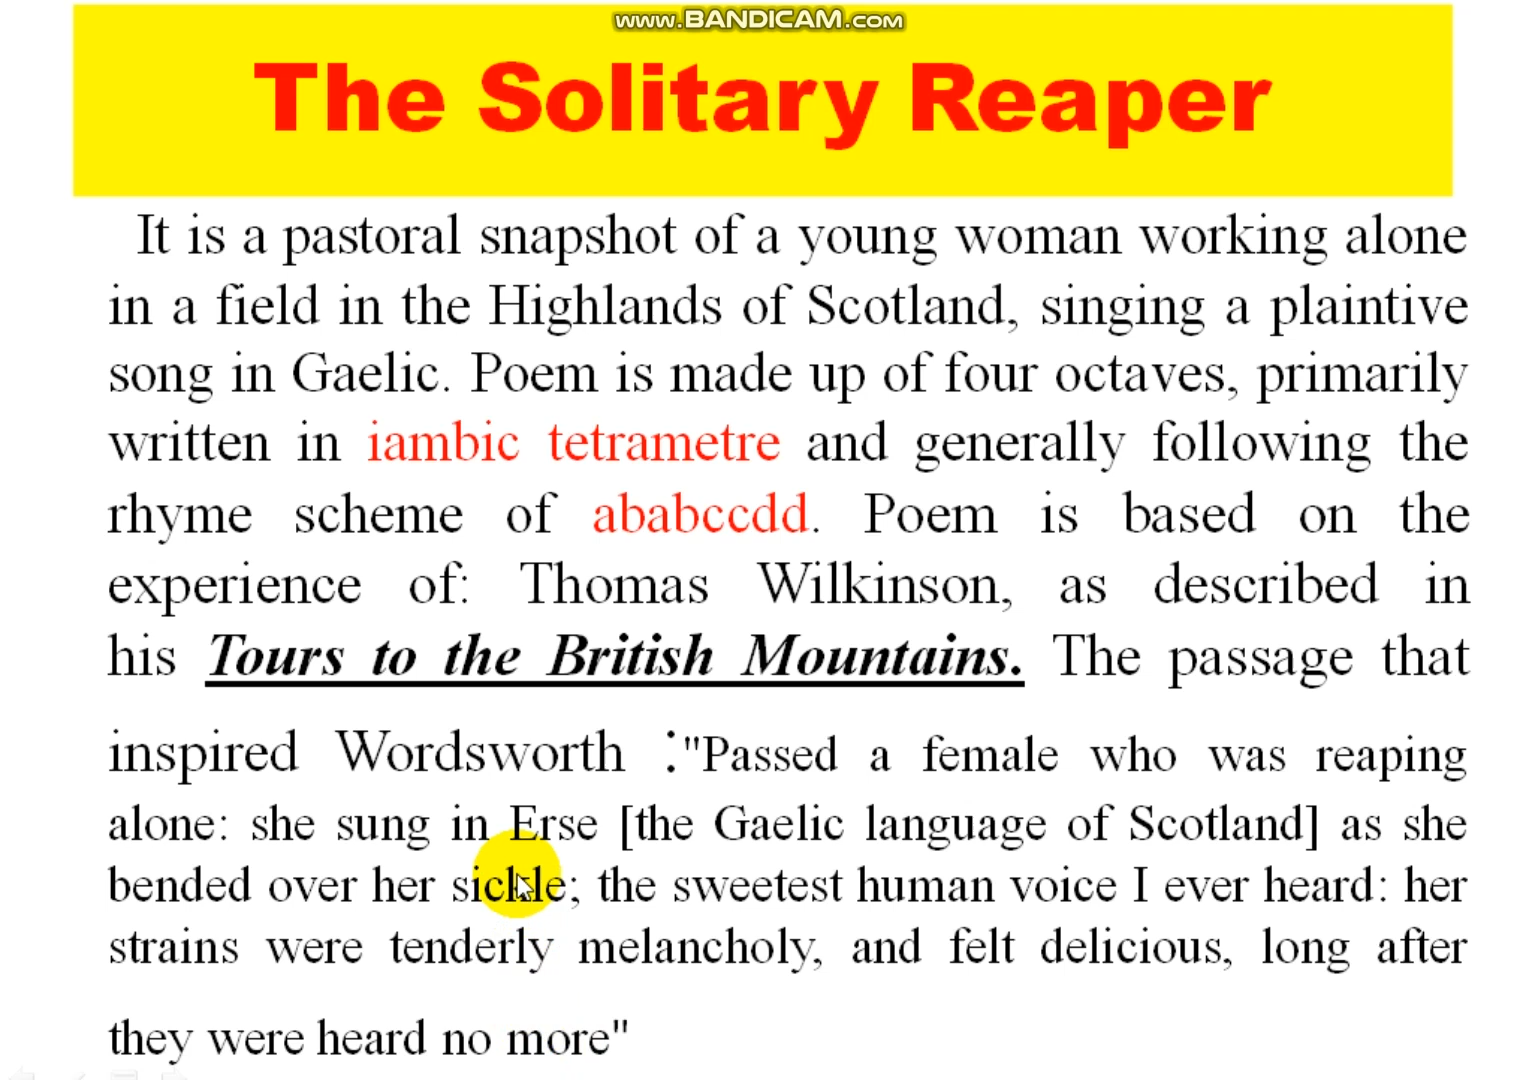 www.BANDICAM.com
The Solitary Reaper
It is a pastoral snapshot of a young woman working alone
in a field in the Highlands of Scotland, singing a plaintive
song in Gaelic. Poem is made up of four octaves, primarily
written in iambic tetrametre and generally following the
rhyme scheme of ababccdd. Poem is based on the
experience of: Thomas Wilkinson, as described in
his Tours to the British Mountains. The passage that
inspired Wordsworth :"Passed a female who was reaping
alone: she sung in Erse [the Gaelic language of Scotland] as she
bended over her sickle; the sweetest human voice I ever heard: her
strains were tenderly melancholy, and felt delicious, long after
they were heard no more"